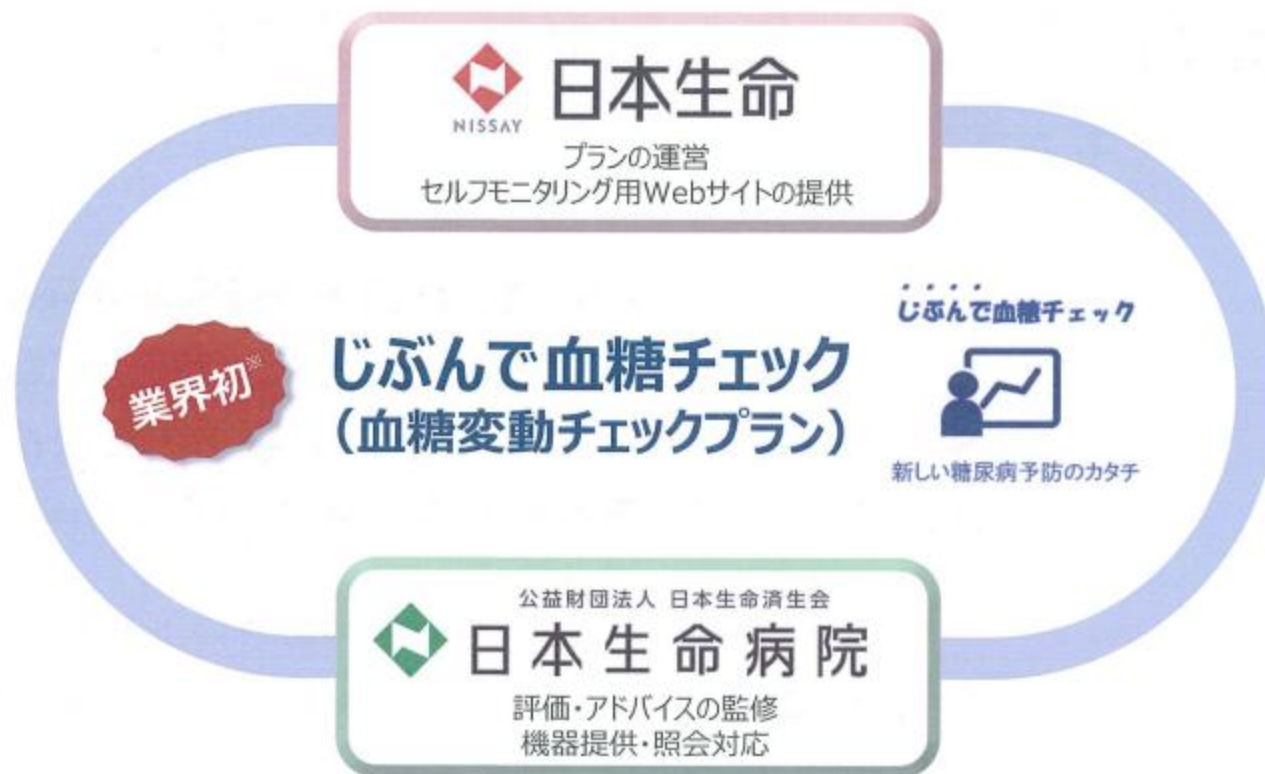 日本生命
NISSAY
プランの運営
セルフモニタリング用Webサイトの提供
業界初※
じぶんで血糖チェック
（血糖変動チェックプラン）
じぶんで血糖チェック
新しい糖尿病予防のカタチ
公益財団法人 日本生命済生会
日本生命病院
評価・アドバイスの監修
機器提供・照会対応